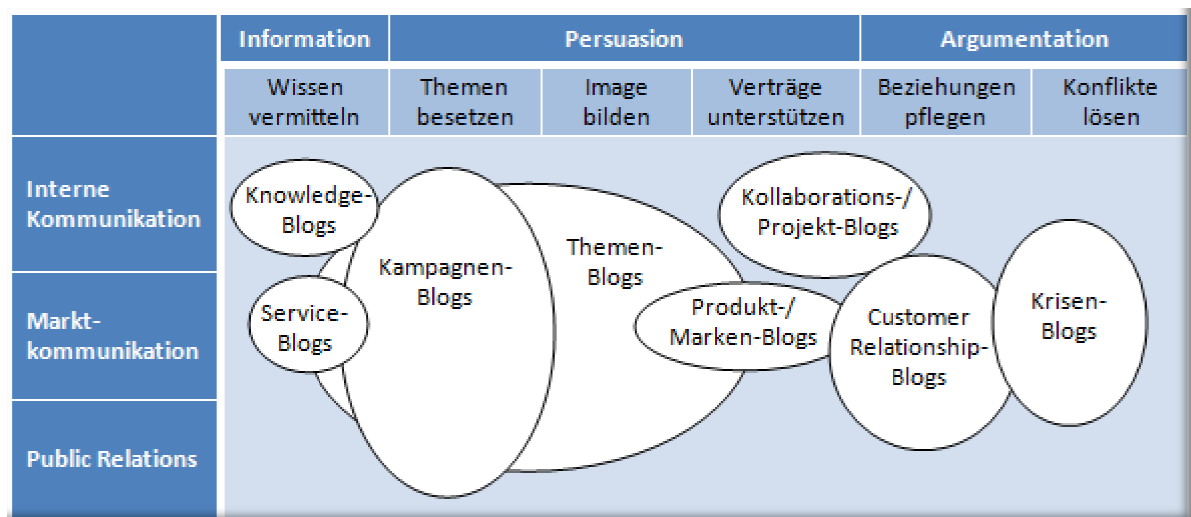 Information Persuasion Argumentation
Wissen vermitteln
Themen besetzen
Image bilden
Verträge unterstützen
Beziehungen pflegen
Konflikte lösen
Interne
Kommunikation
Knowledge-
Blogs
Kollaborations-/
Projekt-Blogs
Themen-
Blogs
Kampagnen-
Blogs
Markt-
kommunikation
Service-
Blogs
Produkt-/
Marken-Blogs
Customer
Relationship-
Blogs
Krisen-
Blogs
Public Relations